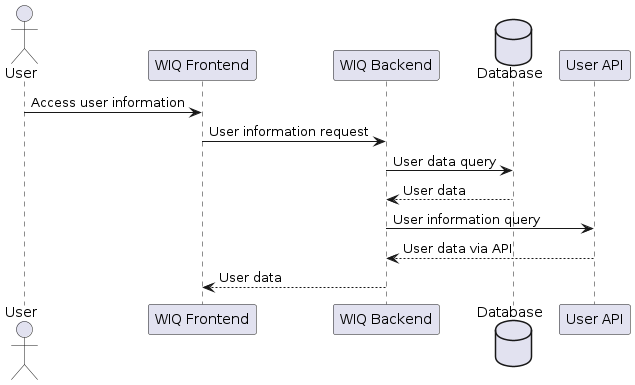 User
WIQ Frontend
WIQ Backend
Database
User API
Access user information
User information request
User data query
User data
User information query
User data via API
User data
User
WIQ Frontend
WIQ Backend
Database
User API